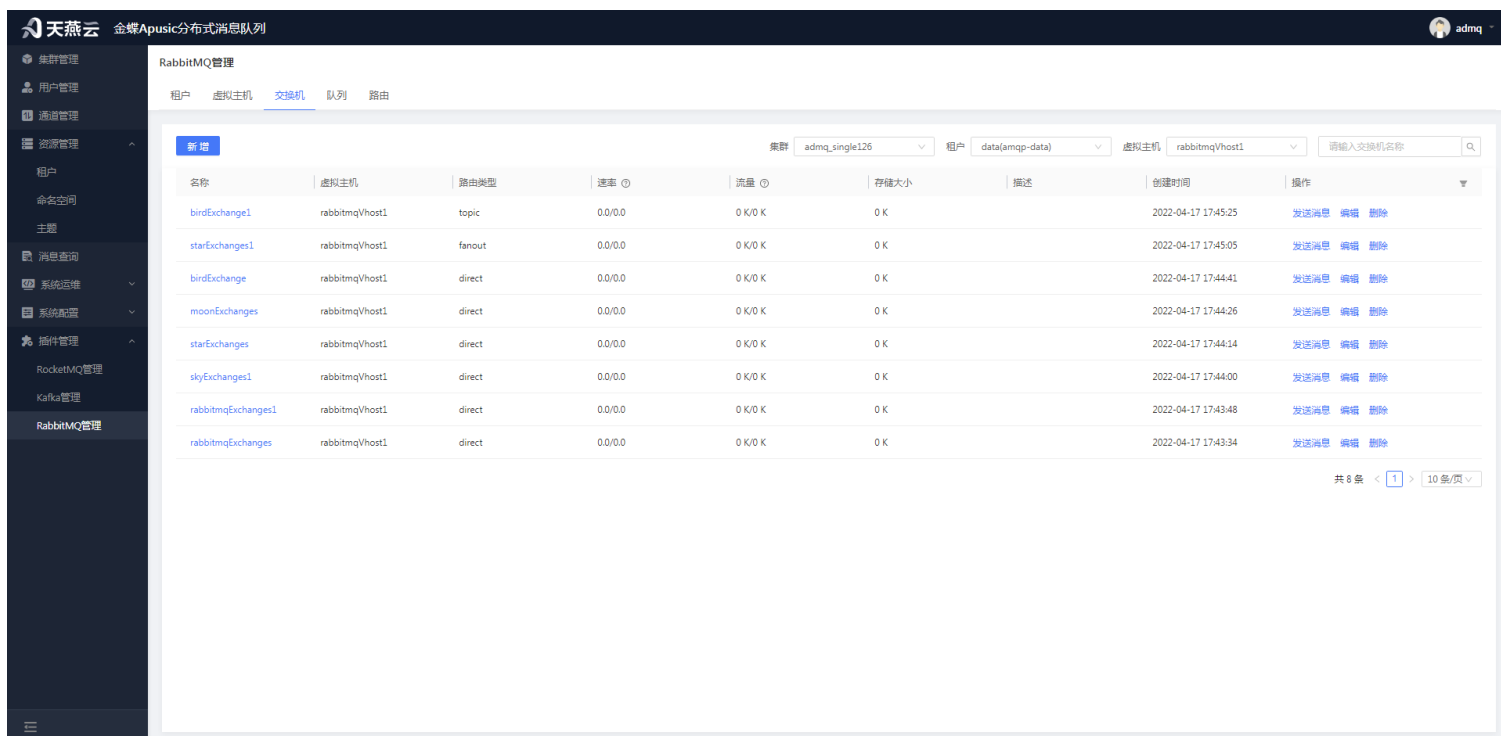 天燕云 金蝶Apusic分布式消息队列
admq
集群管理
用户管理
通道管理
资源管理
租户
命名空间
主题
消息查询
系统运维
系统配置
插件管理
RocketMQ管理
Kafka管理
RabbitMQ管理
RabbitMQ管理
租户 虚拟主机 交换机 队列 路由
新 增 集群 admq_single126 租户 data(amqp-data) 虚拟主机 rabbitmqVhost1 请输入交换机名称
名称 虚拟主机 路由类型 速率 流量 存储大小 描述 创建时间 操作
birdExchange1 rabbitmqVhost1 topic 0.0/0.0 0 K/0 K 0 K 2022-04-17 17:45:25 发送消息 编辑 删除
starExchanges1 rabbitmqVhost1 fanout 0.0/0.0 0 K/0 K 0 K 2022-04-17 17:45:05 发送消息 编辑 删除
birdExchange rabbitmqVhost1 direct 0.0/0.0 0 K/0 K 0 K 2022-04-17 17:44:41 发送消息 编辑 删除
moonExchanges rabbitmqVhost1 direct 0.0/0.0 0 K/0 K 0 K 2022-04-17 17:44:26 发送消息 编辑 删除
starExchanges rabbitmqVhost1 direct 0.0/0.0 0 K/0 K 0 K 2022-04-17 17:44:14 发送消息 编辑 删除
skyExchanges1 rabbitmqVhost1 direct 0.0/0.0 0 K/0 K 0 K 2022-04-17 17:44:00 发送消息 编辑 删除
rabbitmqExchanges1 rabbitmqVhost1 direct 0.0/0.0 0 K/0 K 0 K 2022-04-17 17:43:48 发送消息 编辑 删除
rabbitmqExchanges rabbitmqVhost1 direct 0.0/0.0 0 K/0 K 0 K 2022-04-17 17:43:34 发送消息 编辑 删除
共 8 条 < 1 > 10 条/页